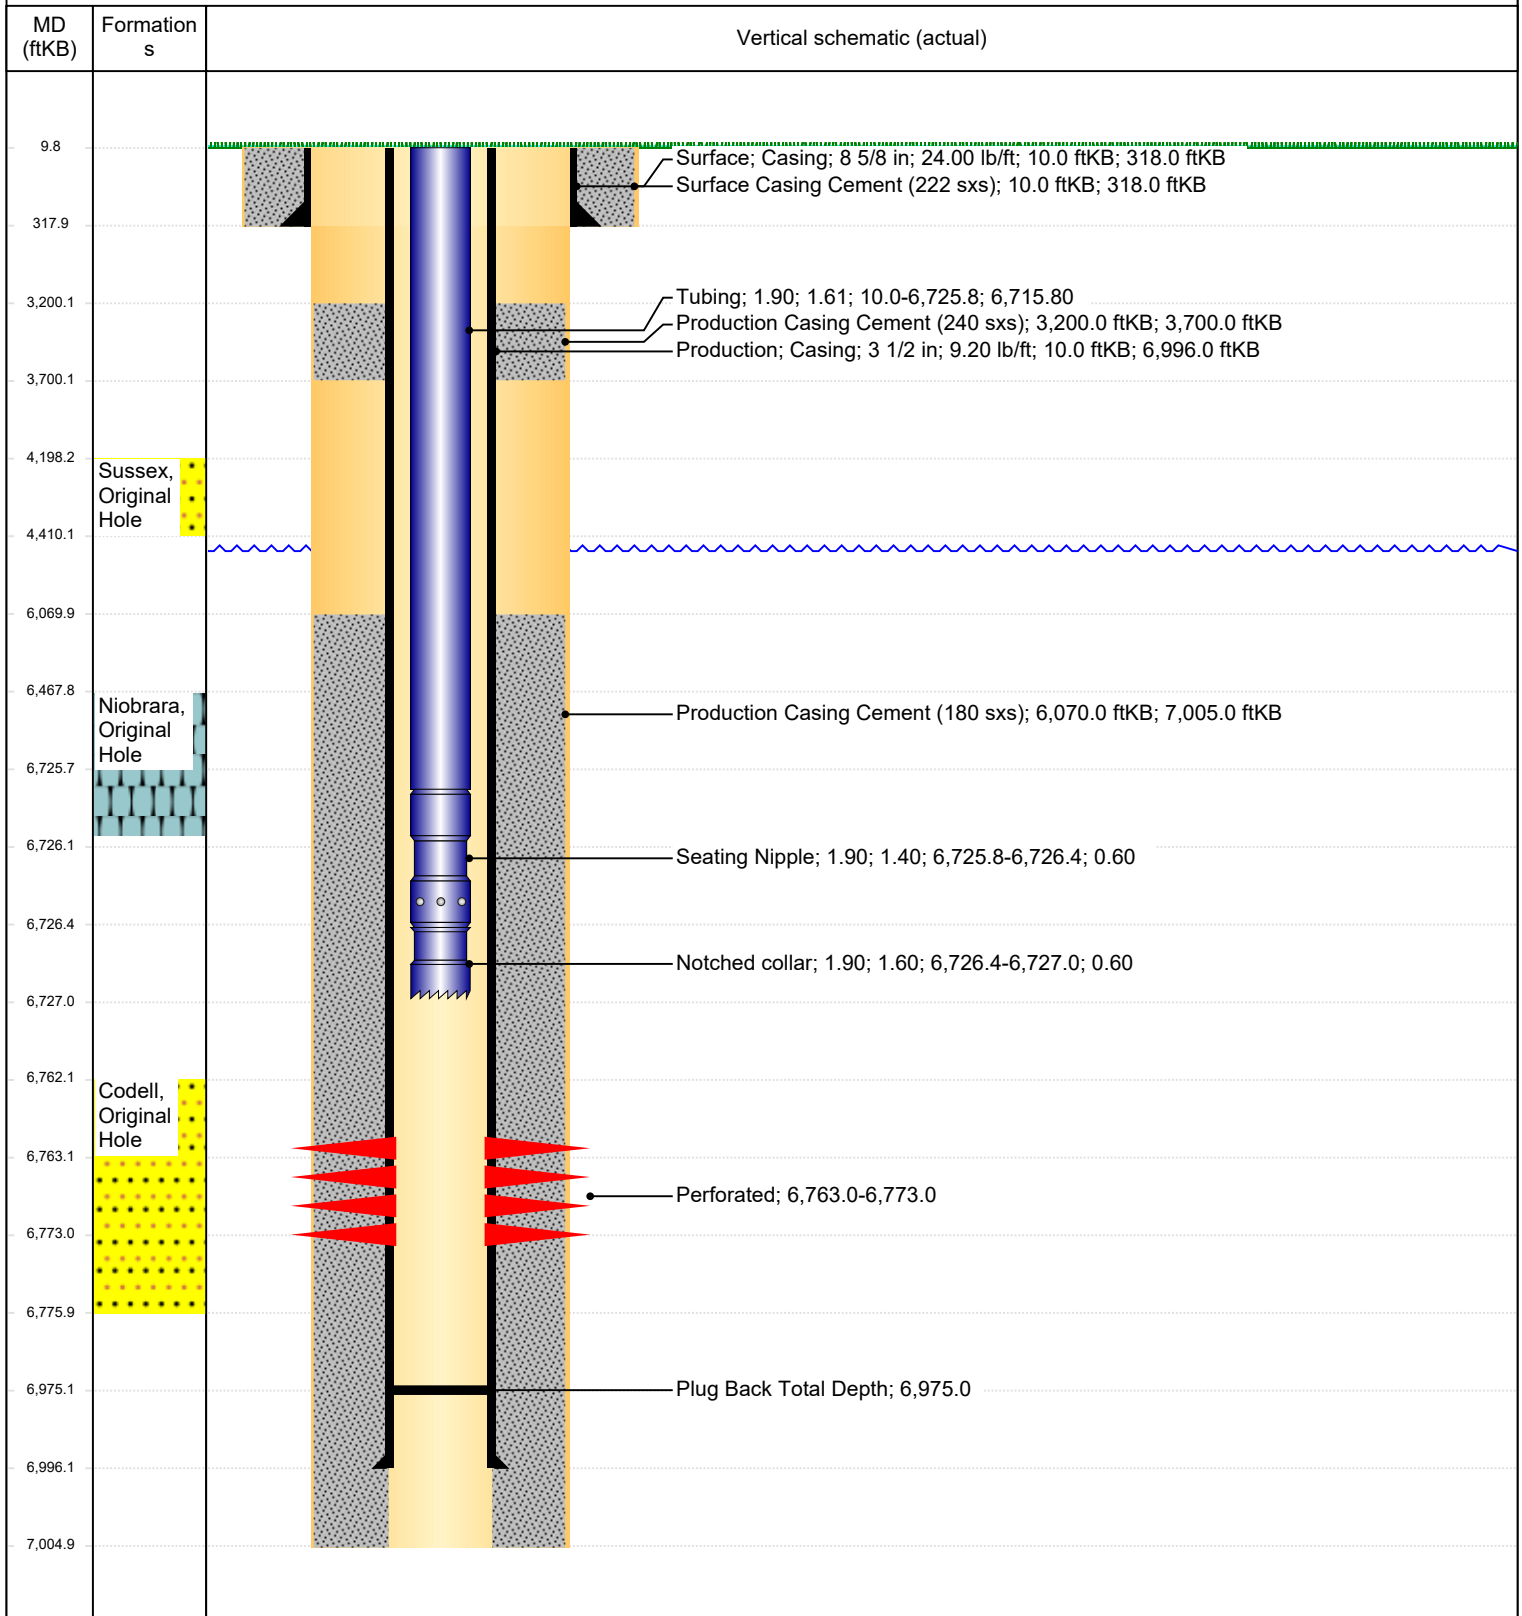 MD
(ftKB)
Formation
s
Vertical schematic (actual)
9.8
Surface; Casing; 8 5/8 in; 24.00 lb/ft; 10.0 ftKB; 318.0 ftKB
Surface Casing Cement (222 sxs); 10.0 ftKB; 318.0 ftKB
317.9
3,200.1
Tubing; 1.90; 1.61; 10.0-6,725.8; 6,715.80
Production Casing Cement (240 sxs); 3,200.0 ftKB; 3,700.0 ftKB
Production; Casing; 3 1/2 in; 9.20 lb/ft; 10.0 ftKB; 6,996.0 ftKB
3,700.1
4,198.2
Sussex,
Original
Hole
4,410.1
6,069.9
6,467.8
Niobrara,
Original
Hole
Production Casing Cement (180 sxs); 6,070.0 ftKB; 7,005.0 ftKB
6,725.7
6,726.1
Seating Nipple; 1.90; 1.40; 6,725.8-6,726.4; 0.60
6,726.4
Notched collar; 1.90; 1.60; 6,726.4-6,727.0; 0.60
6,727.0
6,762.1
Codell,
Original
Hole
6,763.1
Perforated; 6,763.0-6,773.0
6,773.0
6,775.9
6,975.1
Plug Back Total Depth; 6,975.0
6,996.1
7,004.9